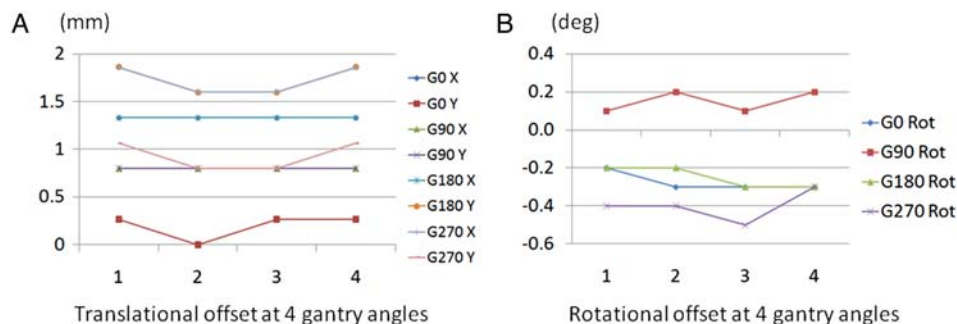 A (mm)
2
1.5
1
0.5
0
1 2 3 4
G0 X
G0 Y
G90 X
G90 Y
G180 X
G180 Y
G270 X
G270 Y
Translational offset at 4 gantry angles
B (deg)
0.4
0.2
0.0
-0.2
-0.4
-0.6
1 2 3 4
G0 Rot
G90 Rot
G180 Rot
G270 Rot
Rotational offset at 4 gantry angles